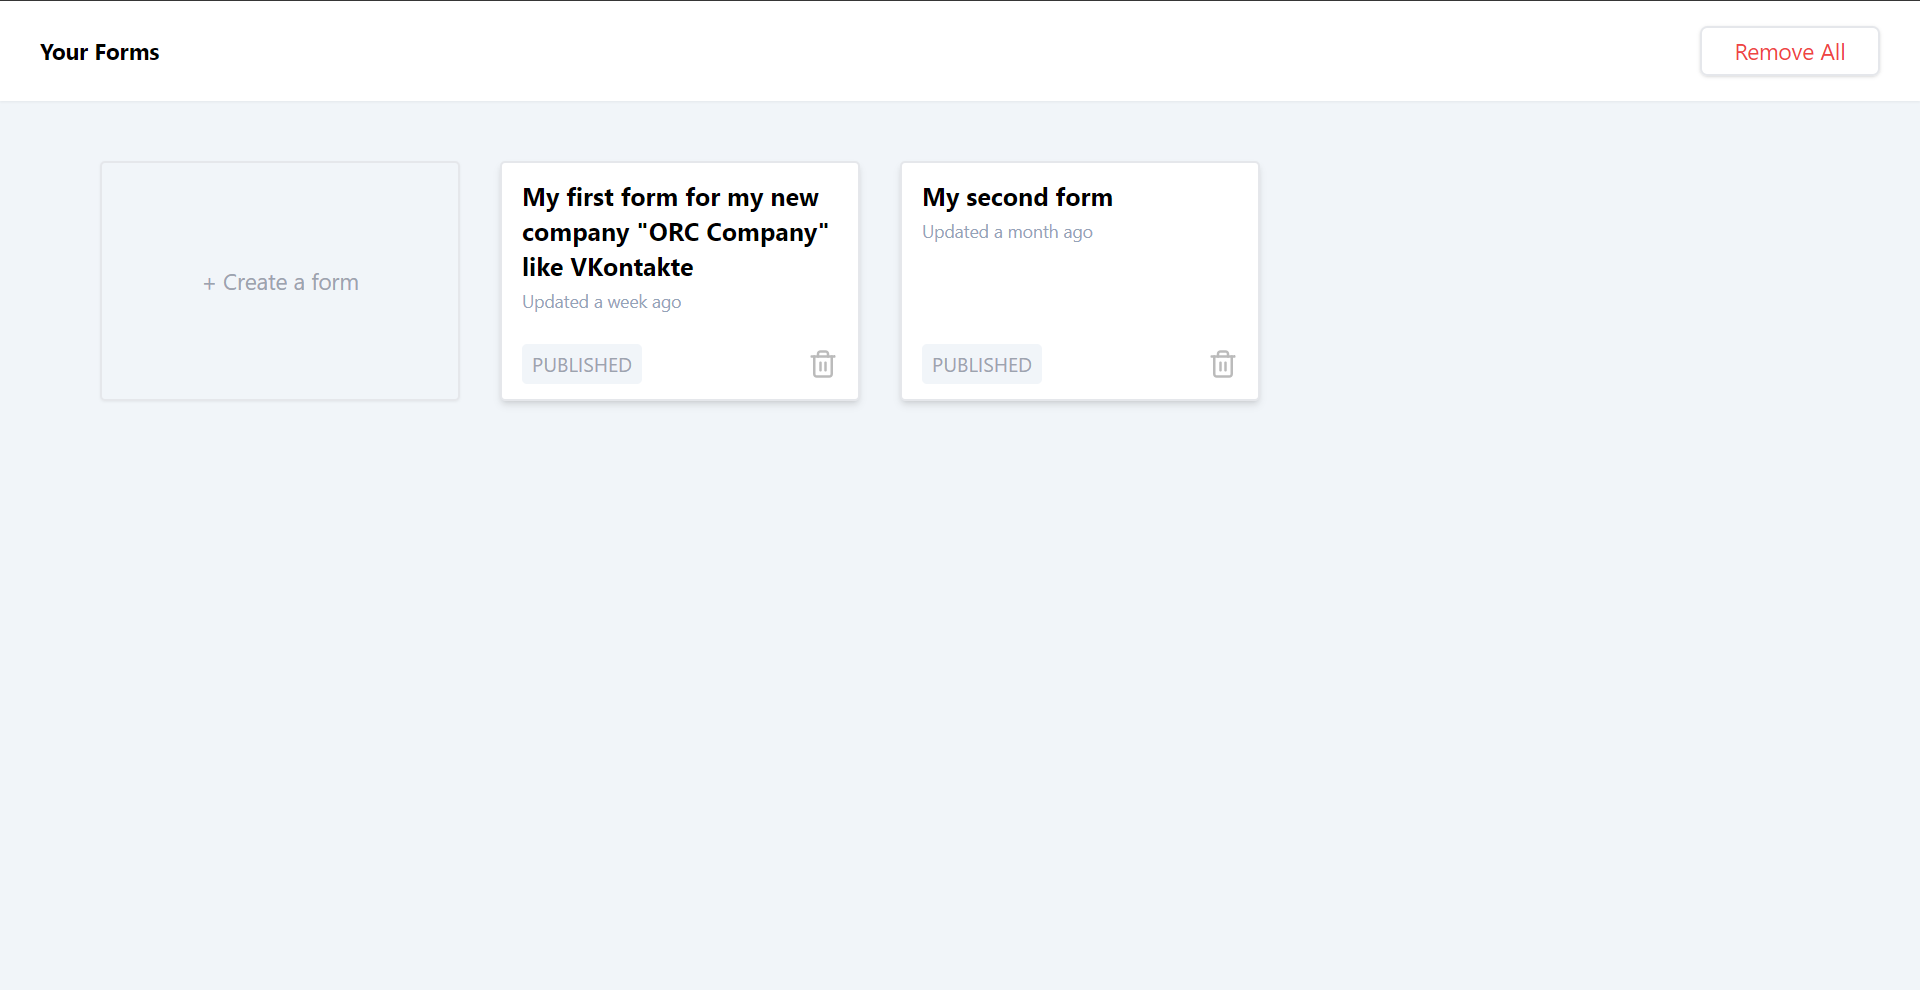 Your Forms
Remove All
+ Create a form
My first form for my new
company "ORC Company"
like VKontakte
Updated a week ago
PUBLISHED
My second form
Updated a month ago
PUBLISHED